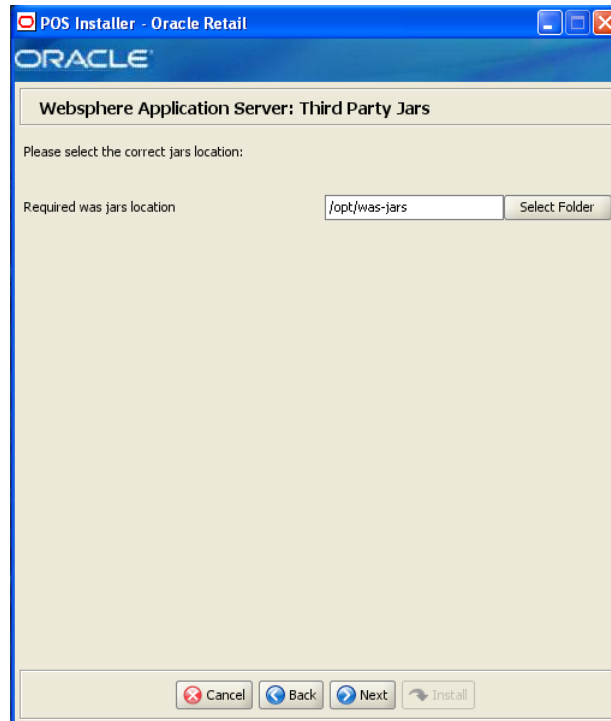 POS Installer - Oracle Retail
ORACLE
Websphere Application Server: Third Party Jars
Please select the correct jars location:
Required was jars location /opt/was-jars Select Folder
Cancel Back Next Install